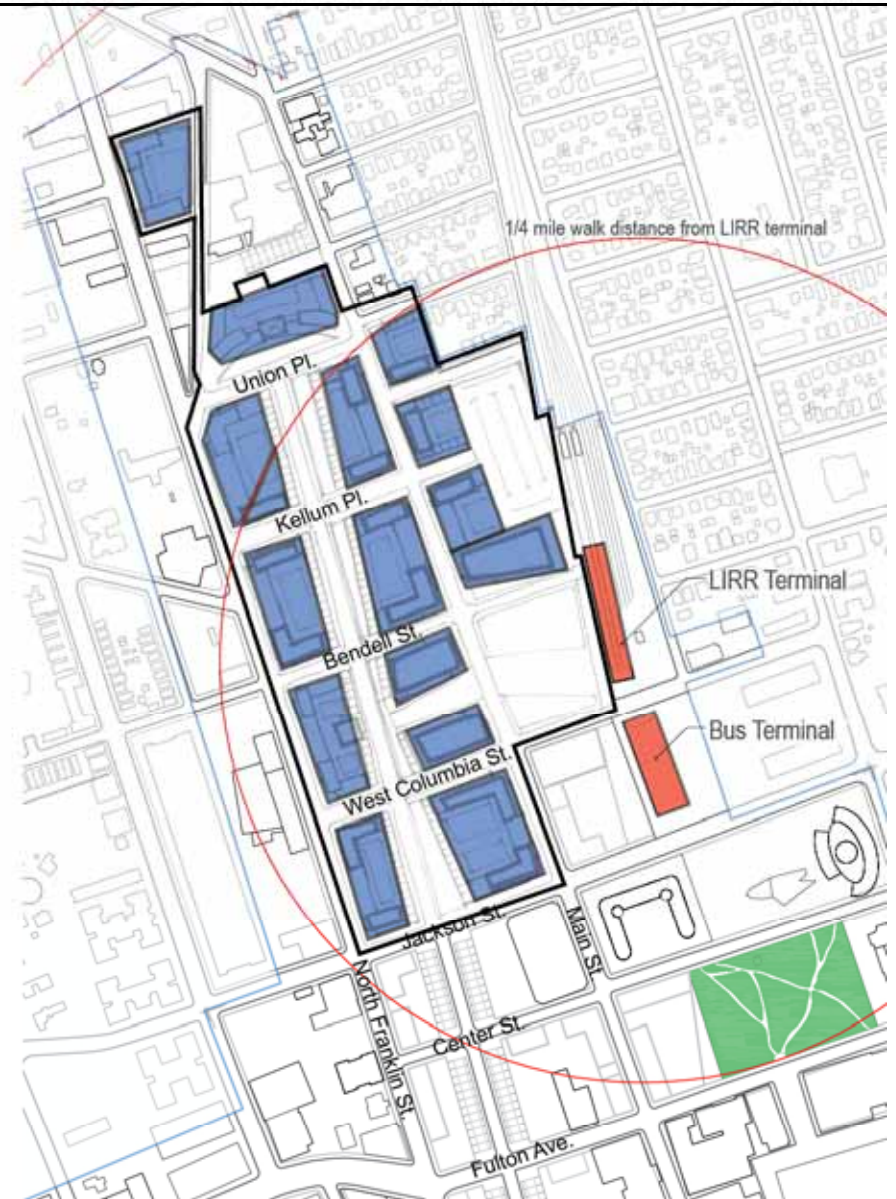 1/4 mile walk distance from LIRR terminal
Union Pl.
Kellum Pl.
LIRR Terminal
Bendell St.
Bus Terminal
West Columbia St.
Jackson St.
Main St.
North Franklin St.
Center St.
Fulton Ave.